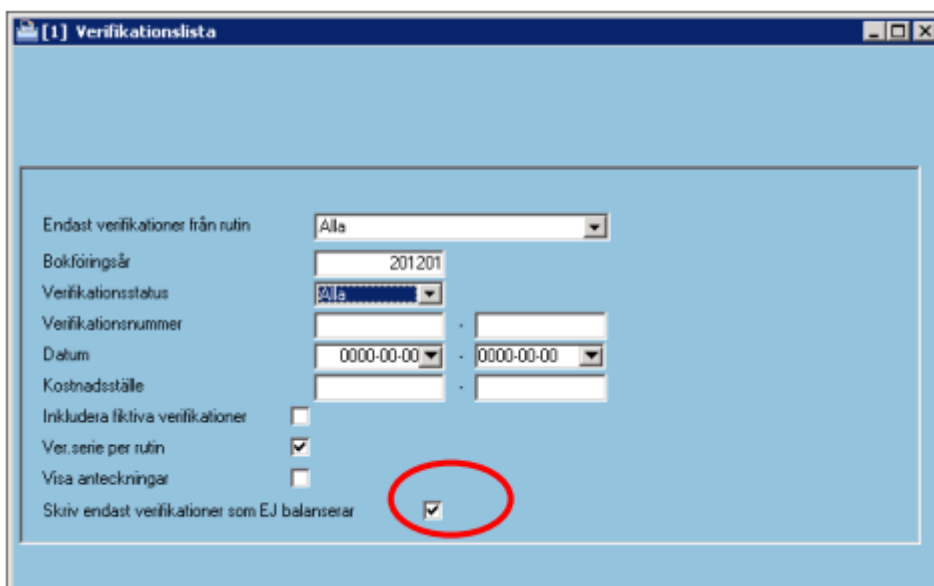 [1] Verifikationslista
Endast verifikationer från rutin Alla
Bokföringsår 201201
Verifikationsstatus Alla
Verifikationsnummer -
Datum 0000-00-00 - 0000-00-00
Kostnadsställe -
Inkludera fiktiva verifikationer
Ver.serie per rutin
Visa anteckningar
Skriv endast verifikationer som EJ balanserar